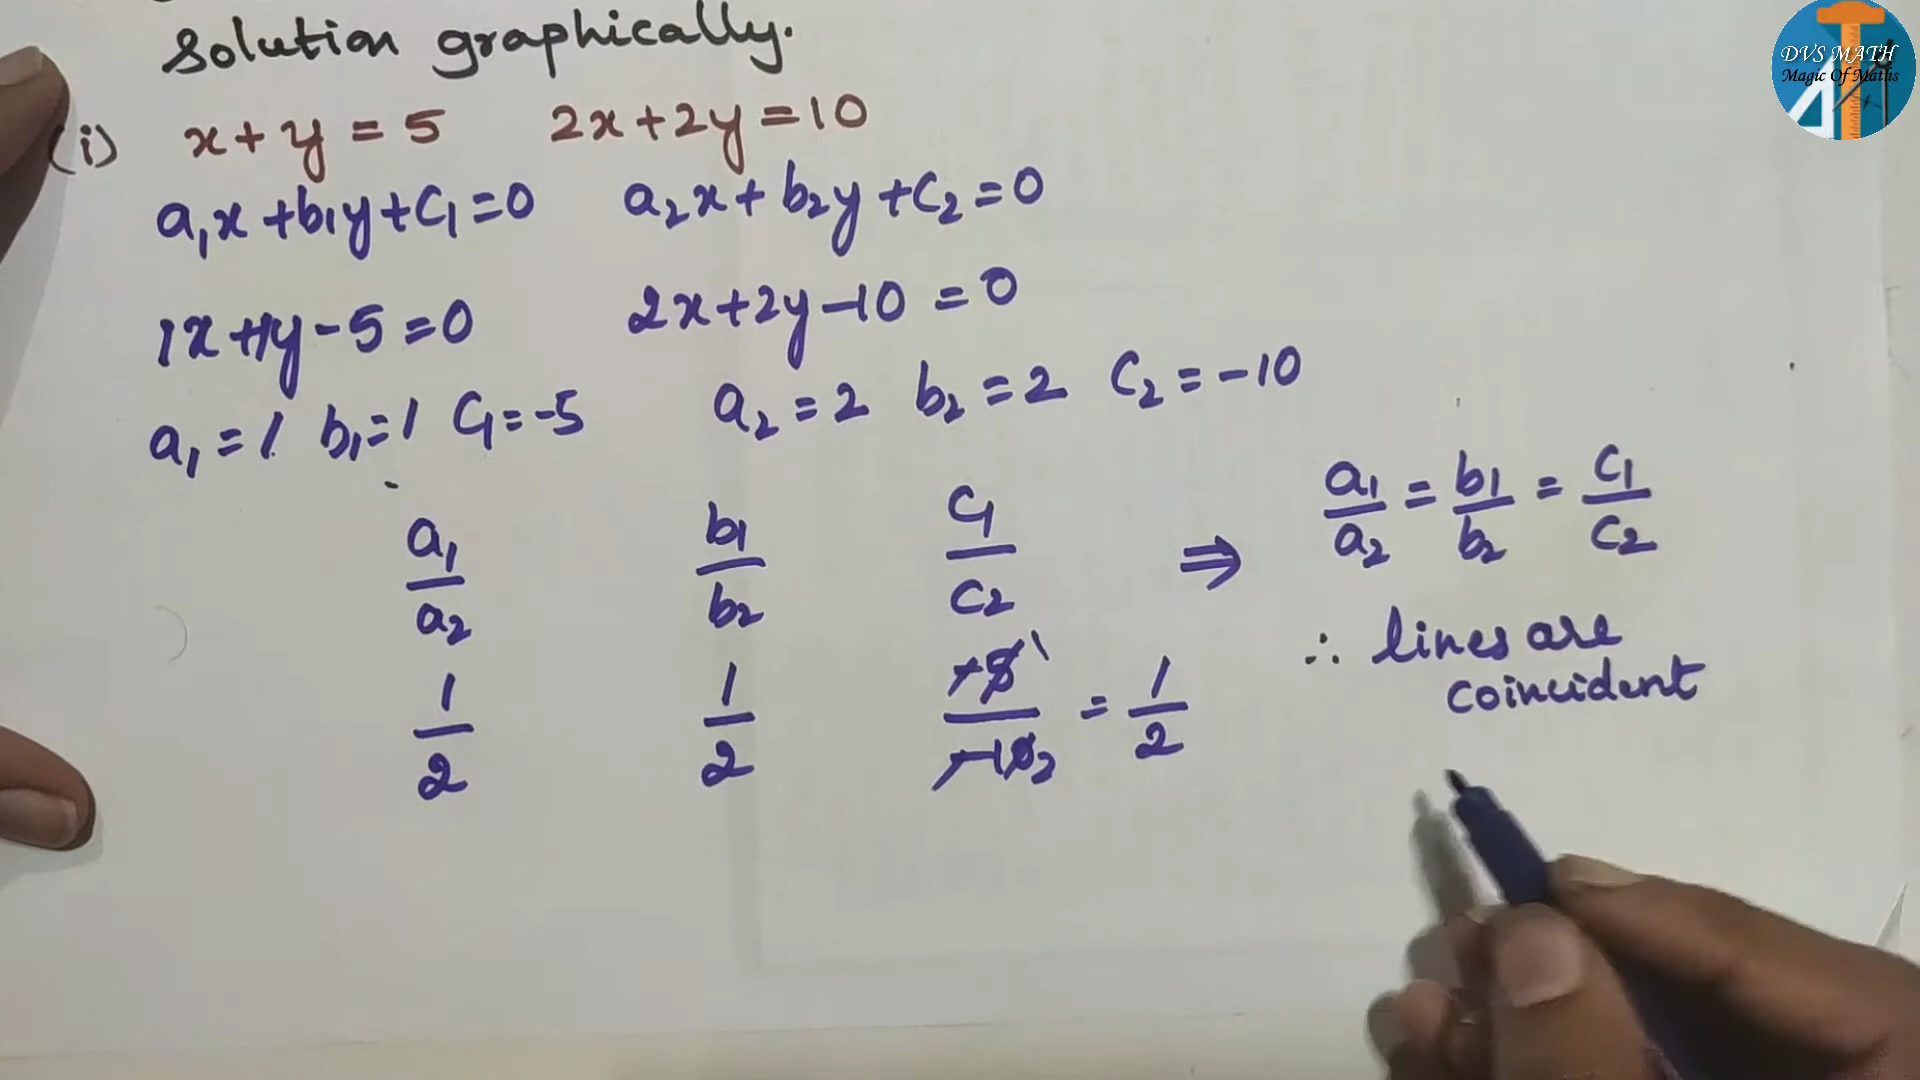 Solution graphically.
(i) x + y = 5 2x + 2y = 10
a₁x + b₁y + C₁ = 0 a₂x + b₂y + C₂ = 0
1x + 1y - 5 = 0 2x + 2y - 10 = 0
a₁ = 1 b₁ = 1 C₁ = -5 a₂ = 2 b₂ = 2 C₂ = -10
a₁/a₂ b₁/b₂ C₁/C₂ ⇒ a₁/a₂ = b₁/b₂ = C₁/C₂
∴ lines are
coincident
1/2 1/2 -5/-10 = 1/2
DVS MATH
Magic Of Maths